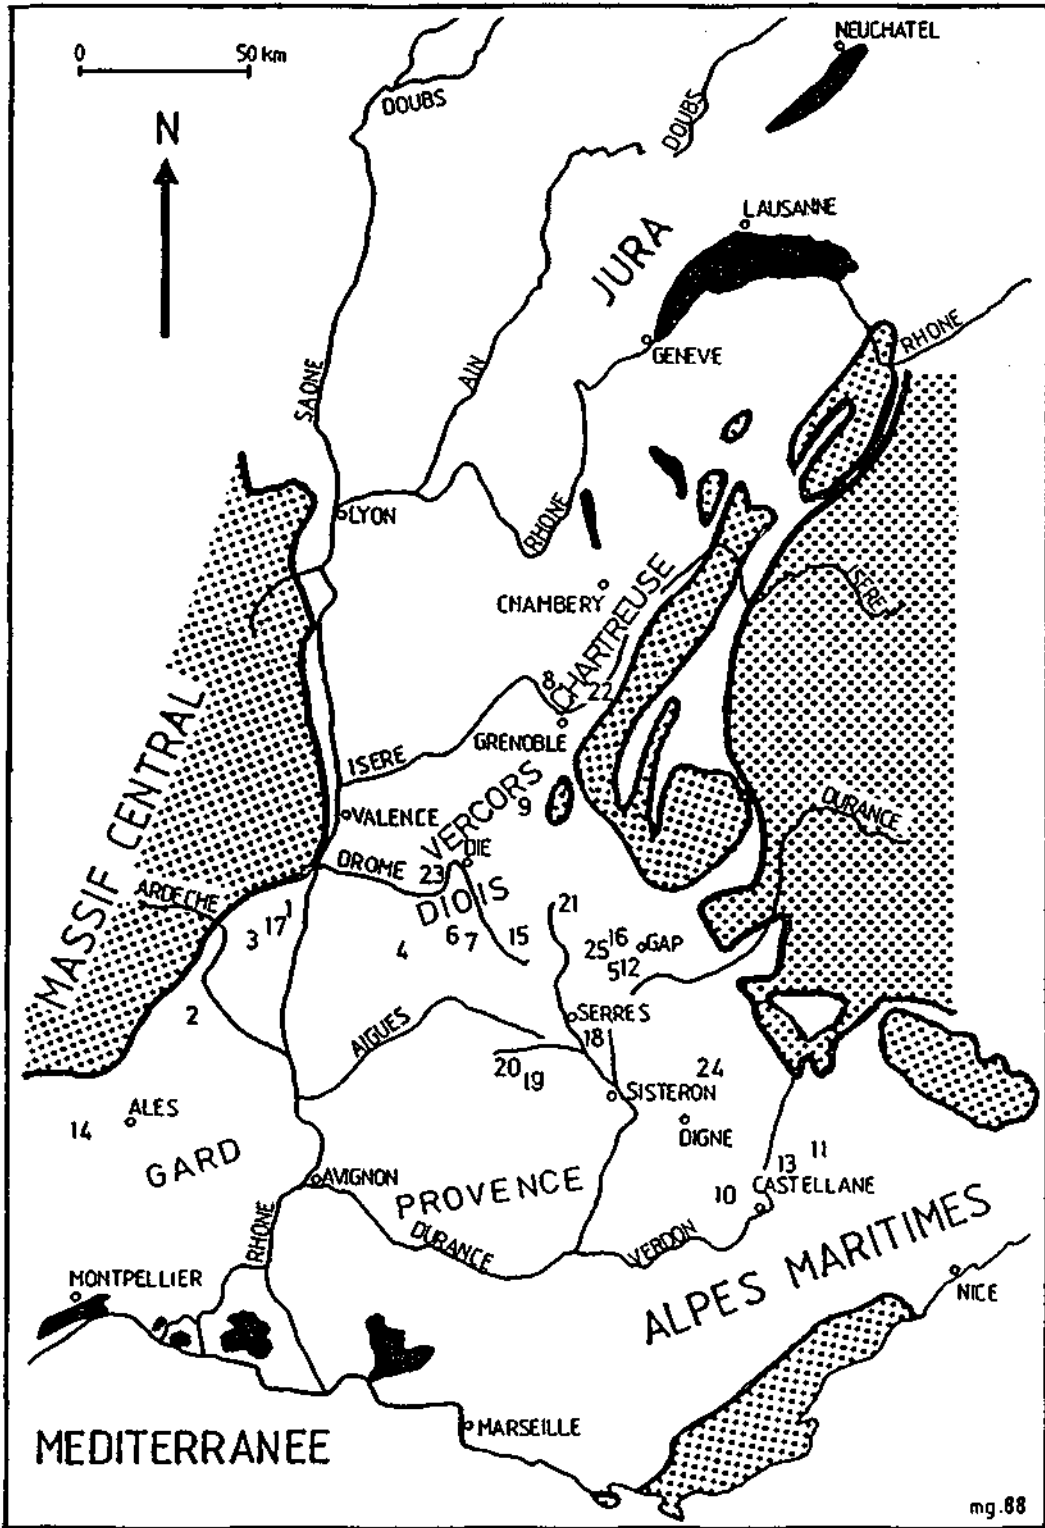 NEUCHATEL
0 50 km
DOUBS
DOUBS
N
LAUSANNE
JURA
RHONE
GENEVE
SAONE
AIN
LYON
RHONE
ISERE
CHAMBERY
CHARTREUSE
8
22
MASSIF CENTRAL
ISERE
GRENOBLE
VALENCE
VERCORS
9
DURANCE
DROME
DIE
23
ARDECHE
DIOIS
1
17
3
4
6
7
15
21
25
16
GAP
5
12
2
AIGUES
SERRES
18
20
19
24
SISTERON
ALES
14
DIGNE
GARD
13
11
AVIGNON
PROVENCE
10
CASTELLANE
RHONE
DURANCE
VERDON
ALPES MARITIMES
MONTPELLIER
NICE
MARSEILLE
MEDITERRANEE
mg.88